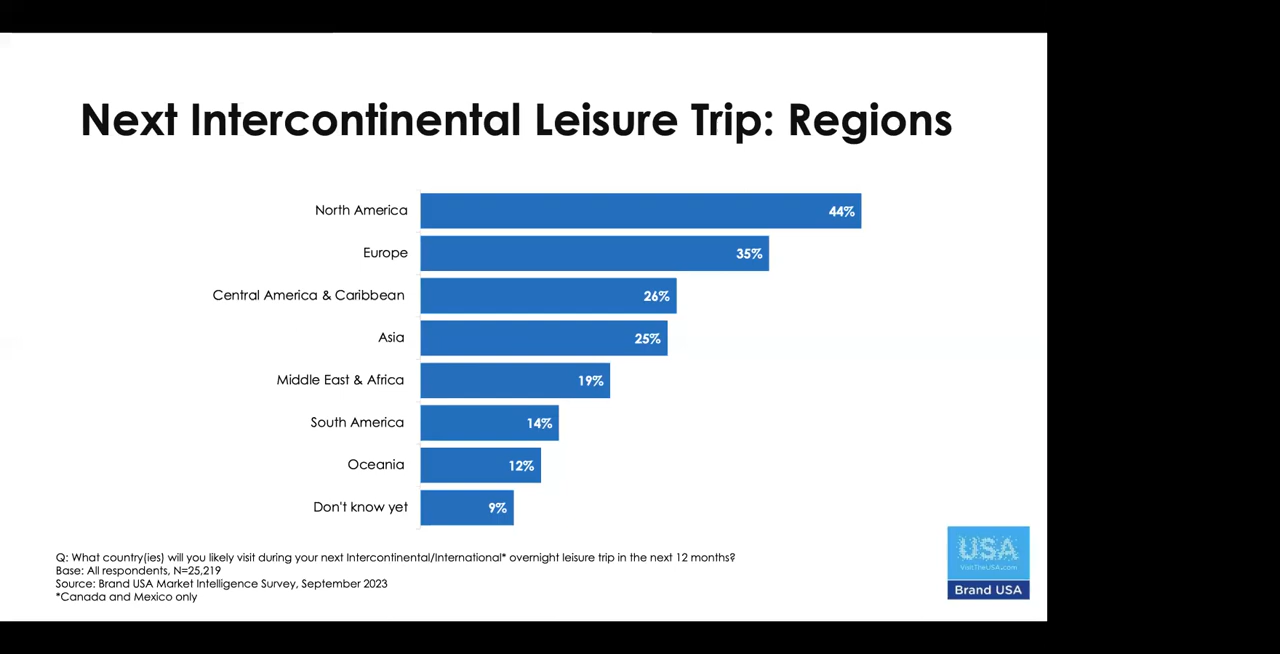 Next Intercontinental Leisure Trip: Regions
North America
44%
Europe
35%
Central America & Caribbean
26%
Asia
25%
Middle East & Africa
19%
South America
14%
Oceania
12%
Don't know yet
9%
Q: What country(ies) will you likely visit during your next Intercontinental/International* overnight leisure trip in the next 12 months?
Base: All respondents, N=25,219
Source: Brand USA Market Intelligence Survey, September 2023
*Canada and Mexico only
USA
VisitTheUSA.com
Brand USA